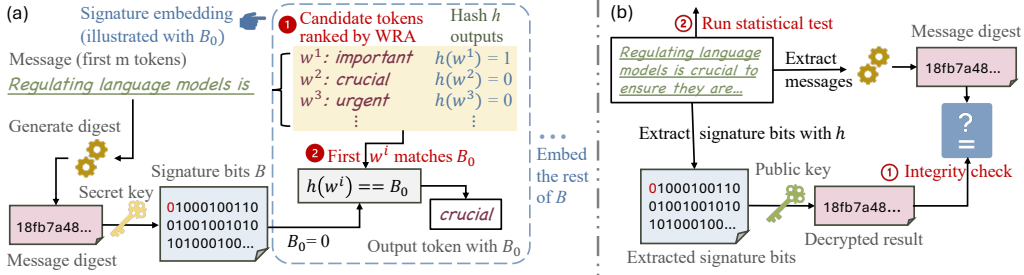 (a)
Signature embedding
(illustrated with B₀)
Message (first m tokens)
Regulating language models is
Generate digest
Secret key
18fb7a48...
Message digest
Signature bits B
01000100110
01001001010
101000100...
B₀ = 0
1 Candidate tokens
ranked by WRA
Hash h
outputs
w¹: important h(w¹) = 1
w²: crucial h(w²) = 0
w³: urgent h(w³) = 0
⋮ ⋮
2 First wⁱ matches B₀
h(wⁱ) == B₀
crucial
Output token with B₀
...
Embed
the rest
of B
(b)
2 Run statistical test
Regulating language
models is crucial to
ensure they are...
Extract
messages
Message digest
18fb7a48...
?
=
Extract signature bits with h
1 Integrity check
Public key
01000100110
01001001010
101000100...
Extracted signature bits
18fb7a48...
Decrypted result